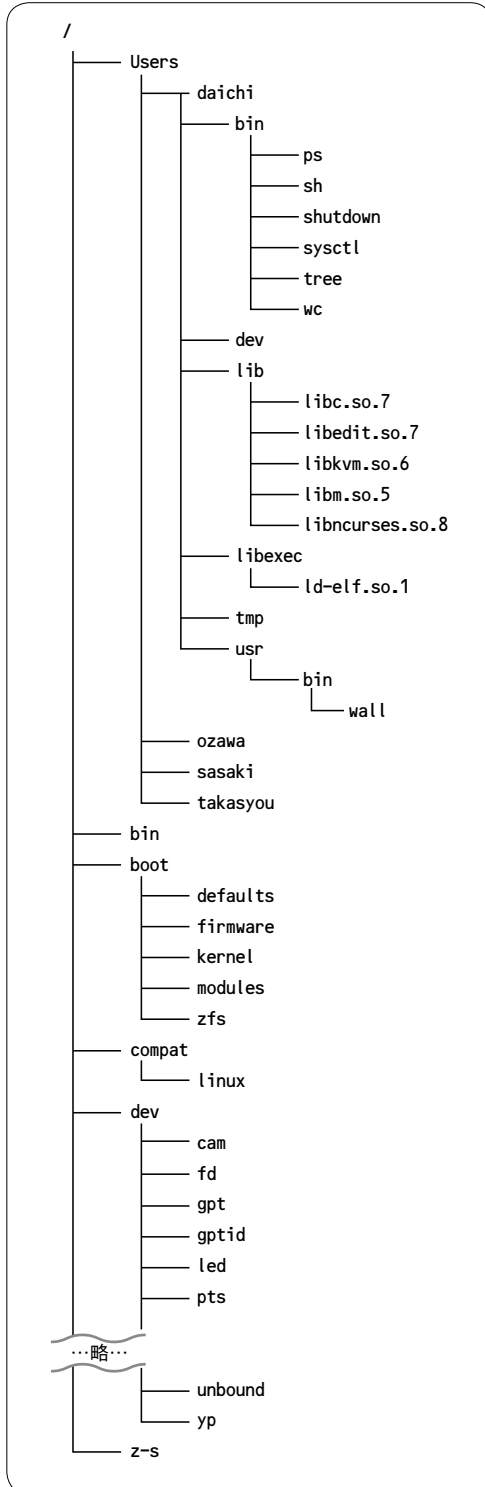 /
Users
daichi
bin
ps
sh
shutdown
sysctl
tree
wc
dev
lib
libc.so.7
libedit.so.7
libkvm.so.6
libm.so.5
libncurses.so.8
libexec
ld-elf.so.1
tmp
usr
bin
wall
ozawa
sasaki
takasyou
bin
boot
defaults
firmware
kernel
modules
zfs
compat
linux
dev
cam
fd
gpt
gptid
led
pts
…略…
unbound
yp
z-s